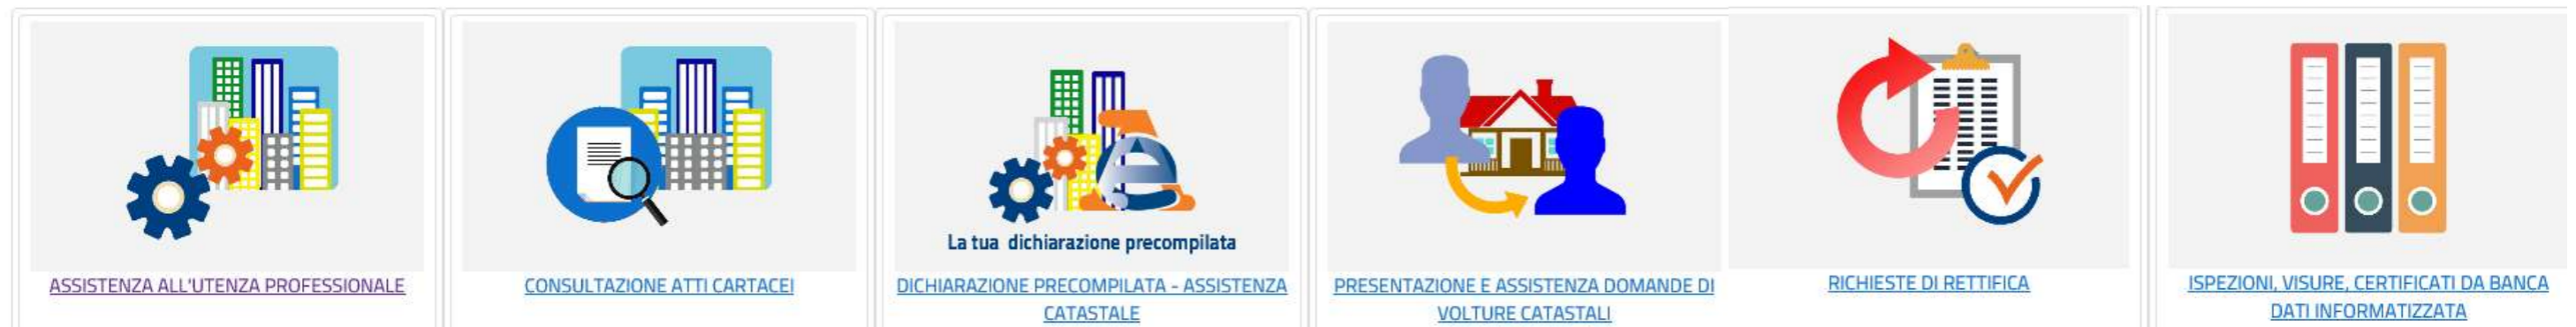 ASSISTENZA ALL'UTENZA PROFESSIONALE
CONSULTAZIONE ATTI CARTACEI
La tua dichiarazione precompilata
DICHIARAZIONE PRECOMPILATA - ASSISTENZA
CATASTALE
PRESENTAZIONE E ASSISTENZA DOMANDE DI
VOLTURE CATASTALI
RICHIESTE DI RETTIFICA
ISPEZIONI, VISURE, CERTIFICATI DA BANCA
DATI INFORMATIZZATA